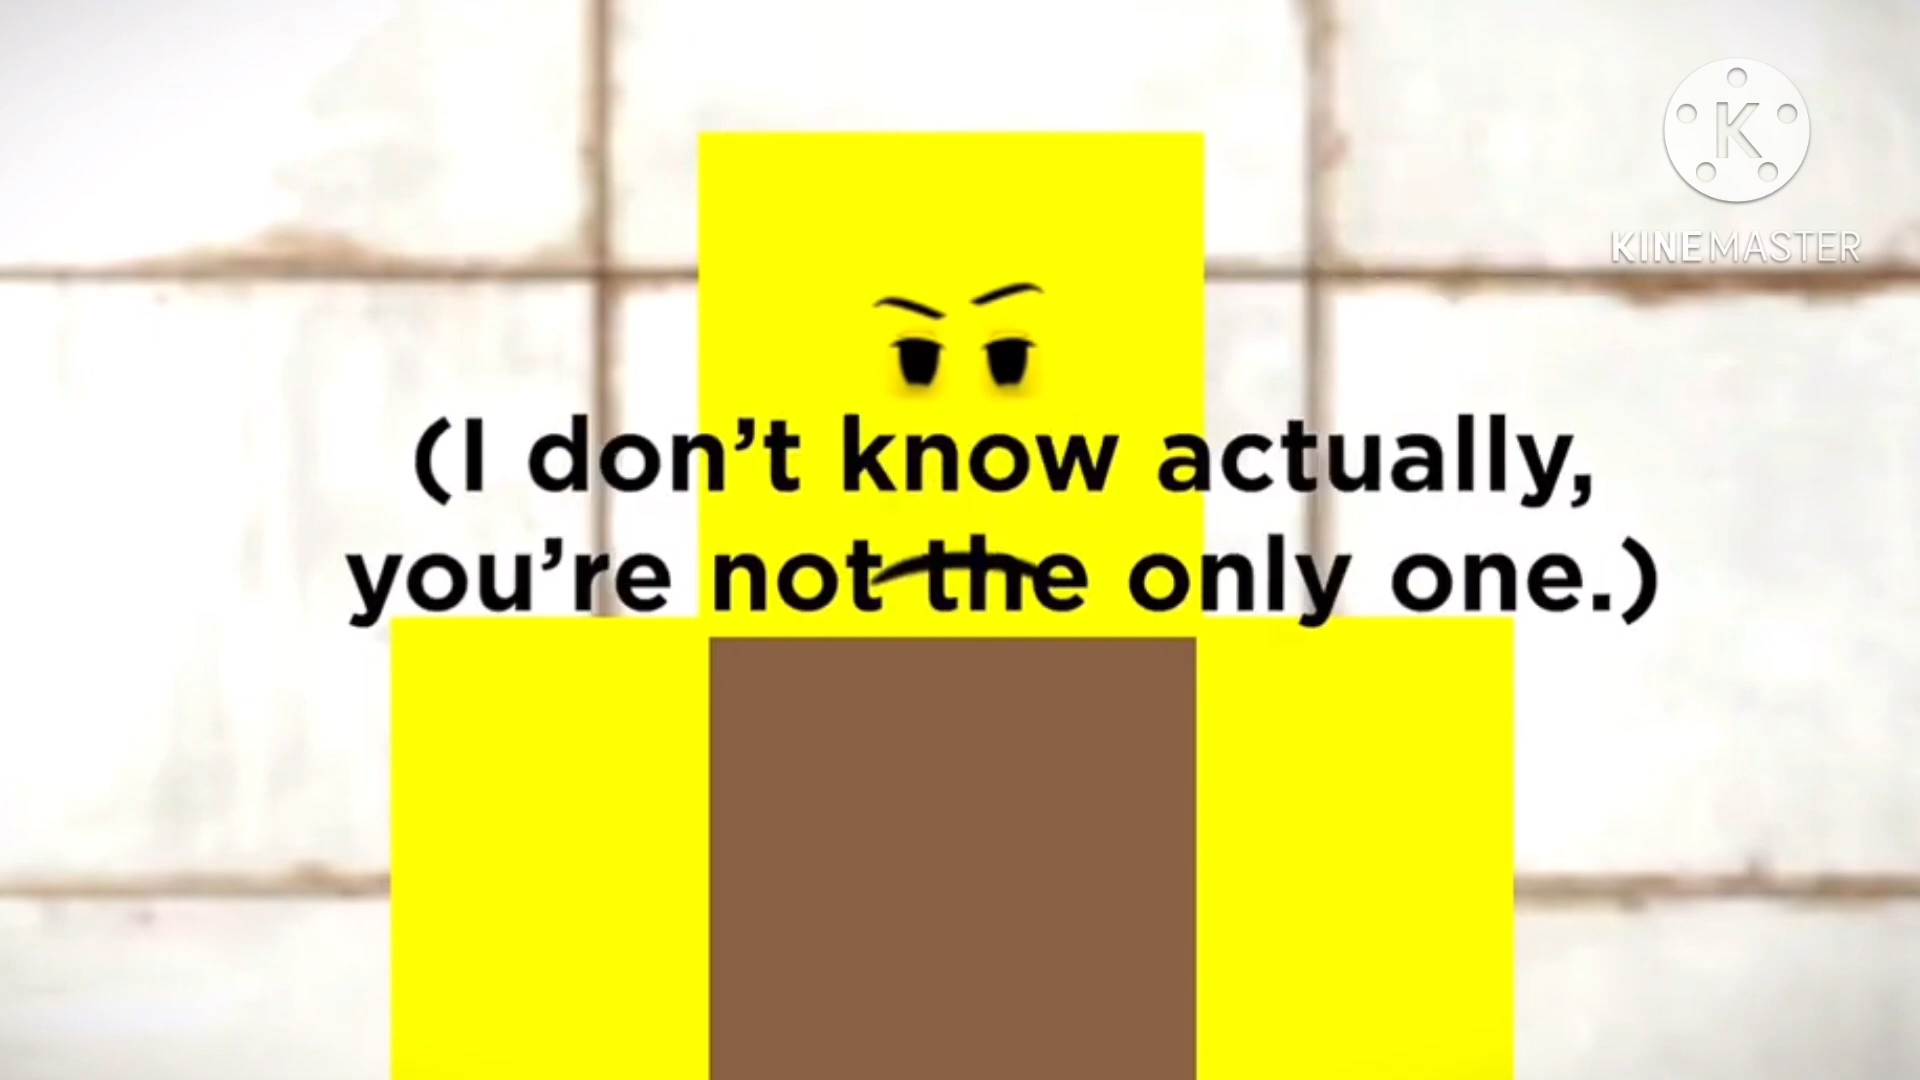 K
KINEMASTER
(I don’t know actually,
you’re not the only one.)